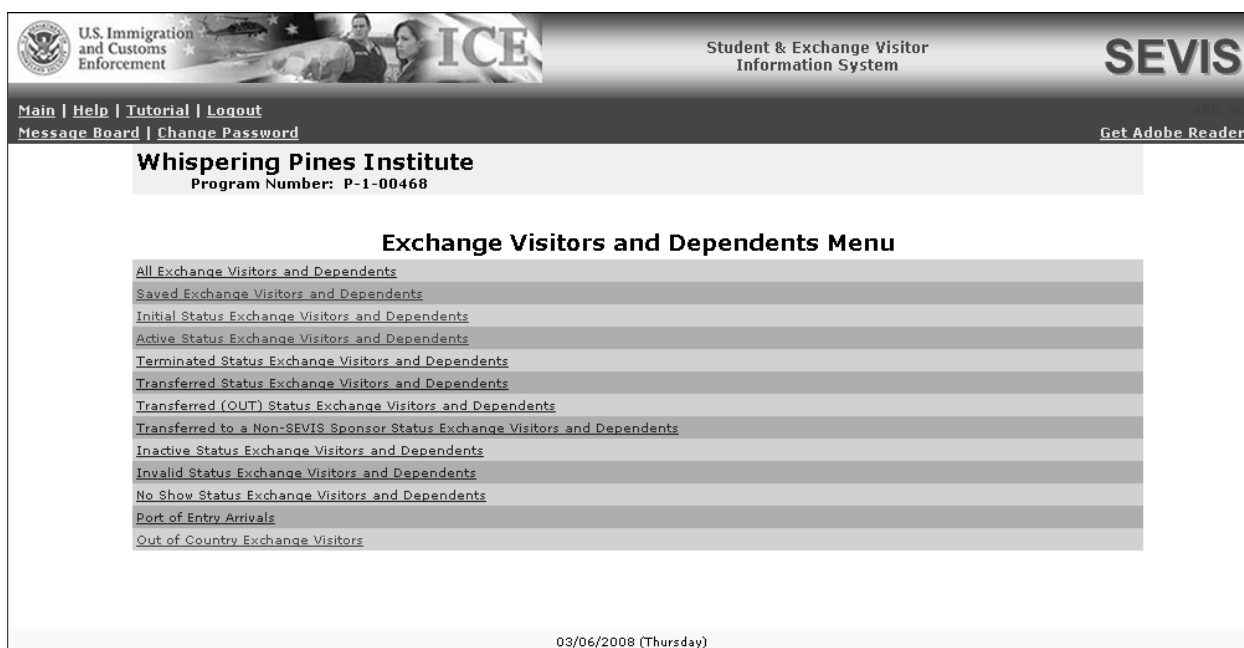 U.S. Immigration
and Customs
Enforcement
ICE
Student & Exchange Visitor
Information System
SEVIS
Main | Help | Tutorial | Logout
Message Board | Change Password
Get Adobe Reader
Whispering Pines Institute
Program Number: P-1-00468
Exchange Visitors and Dependents Menu
All Exchange Visitors and Dependents
Saved Exchange Visitors and Dependents
Initial Status Exchange Visitors and Dependents
Active Status Exchange Visitors and Dependents
Terminated Status Exchange Visitors and Dependents
Transferred Status Exchange Visitors and Dependents
Transferred (OUT) Status Exchange Visitors and Dependents
Transferred to a Non-SEVIS Sponsor Status Exchange Visitors and Dependents
Inactive Status Exchange Visitors and Dependents
Invalid Status Exchange Visitors and Dependents
No Show Status Exchange Visitors and Dependents
Port of Entry Arrivals
Out of Country Exchange Visitors
03/06/2008 (Thursday)